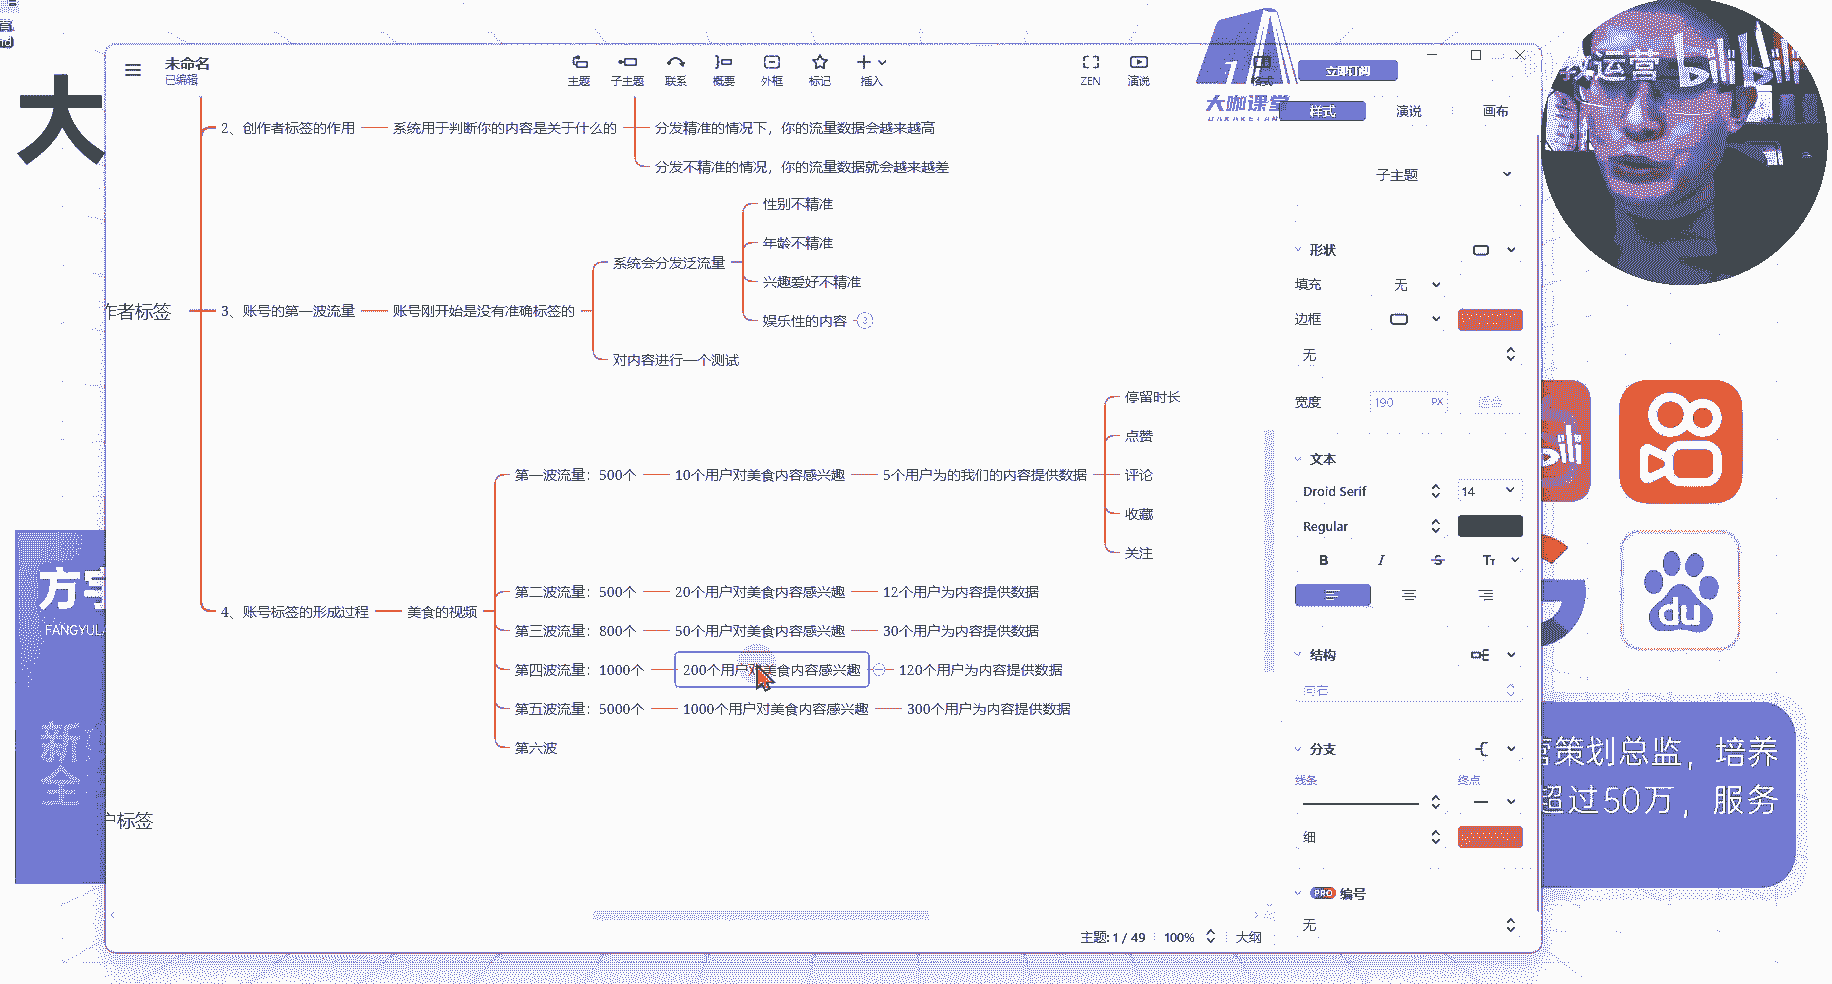 大
未命名
已编辑
主题
子主题
联系
概要
外框
标记
插入
ZEN
演说
立即订阅
大咖课堂
运营
bilibili
2、创作者标签的作用
系统用于判断你的内容是关于什么的
分发精准的情况下，你的流量数据会越来越高
分发不精准的情况，你的流量数据就会越来越差
作者标签
3、账号的第一波流量
账号刚开始是没有准确标签的
系统会分发泛流量
性别不精准
年龄不精准
兴趣爱好不精准
娱乐性的内容
对内容进行一个测试
4、账号标签的形成过程
美食的视频
第一波流量：500个
10个用户对美食内容感兴趣
5个用户为的我们的内容提供数据
停留时长
点赞
评论
收藏
关注
第二波流量：500个
20个用户对美食内容感兴趣
12个用户为内容提供数据
第三波流量：800个
50个用户对美食内容感兴趣
30个用户为内容提供数据
第四波流量：1000个
200个用户对美食内容感兴趣
120个用户为内容提供数据
第五波流量：5000个
1000个用户对美食内容感兴趣
300个用户为内容提供数据
第六波
户标签
主题: 1 / 49
100%
大纲
样式
演说
画布
子主题
形状
填充
无
边框
无
宽度
190
PX
文本
Droid Serif
14
Regular
B
I
S
Tт
结构
向右
分支
线条
终点
细
PRO
编号
无
方宇
FANGYUL
新
全
du
营策划总监，培养
超过50万，服务